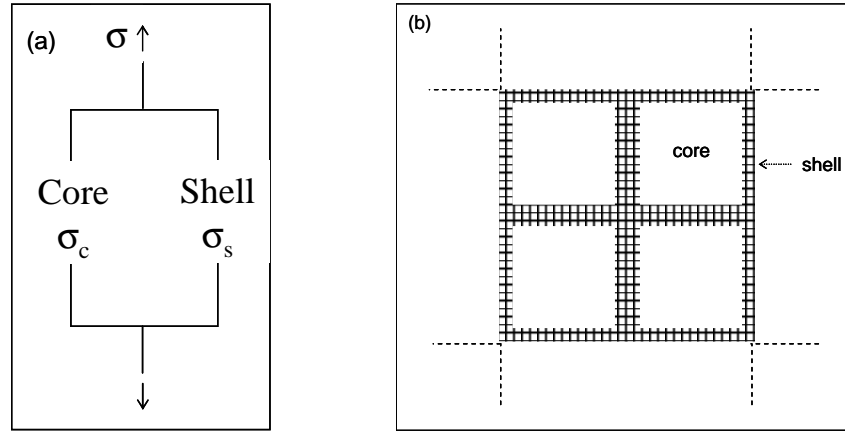 (a)
σ
Core Shell
σc σs
(b)
core
shell